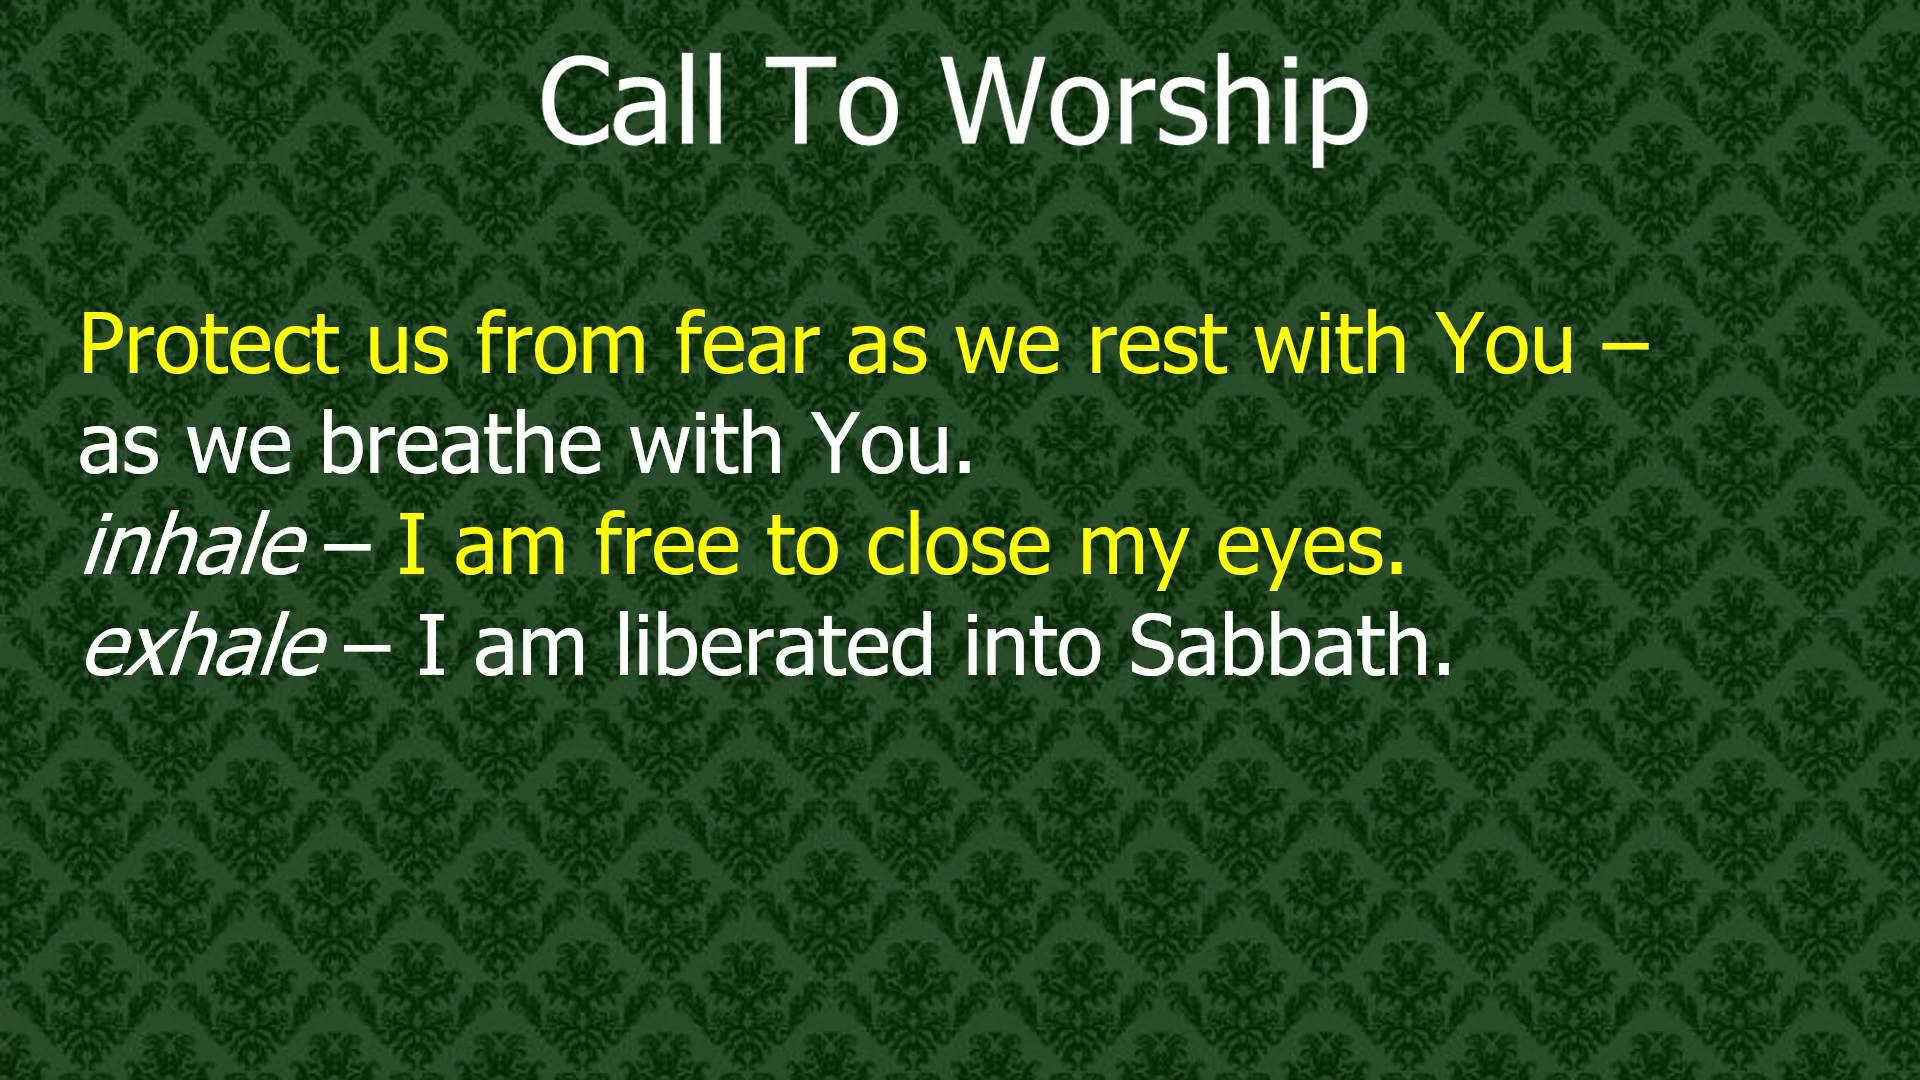 Call To Worship
Protect us from fear as we rest with You –
as we breathe with You.
inhale – I am free to close my eyes.
exhale – I am liberated into Sabbath.